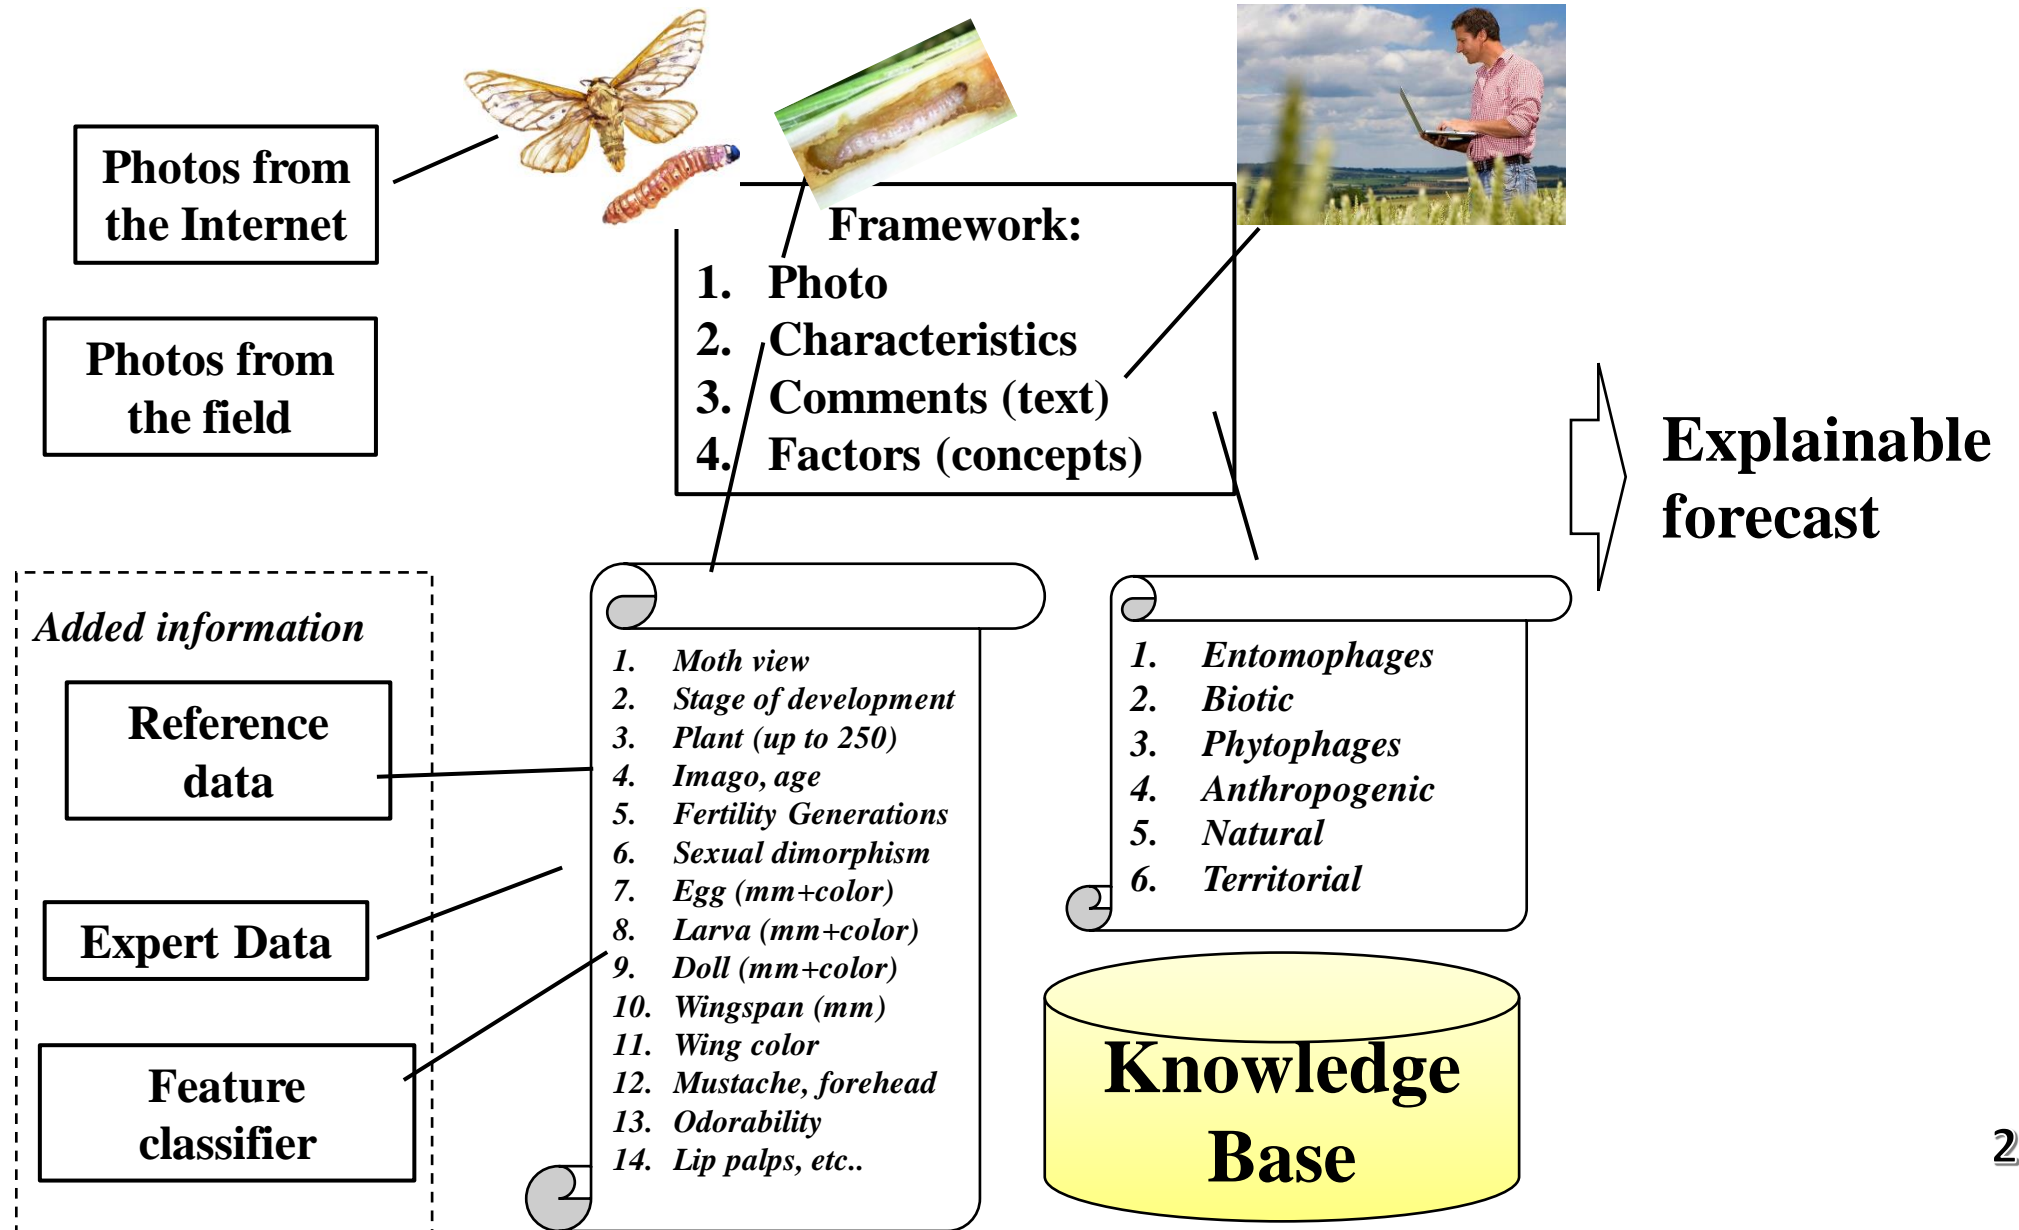 Photos from
the Internet
Photos from
the field
Framework:
1. Photo
2. Characteristics
3. Comments (text)
4. Factors (concepts)
Explainable
forecast
Added information
Reference
data
Expert Data
Feature
classifier
1. Moth view
2. Stage of development
3. Plant (up to 250)
4. Imago, age
5. Fertility Generations
6. Sexual dimorphism
7. Egg (mm+color)
8. Larva (mm+color)
9. Doll (mm+color)
10. Wingspan (mm)
11. Wing color
12. Mustache, forehead
13. Odorability
14. Lip palps, etc..
1. Entomophages
2. Biotic
3. Phytophages
4. Anthropogenic
5. Natural
6. Territorial
Knowledge
Base
2